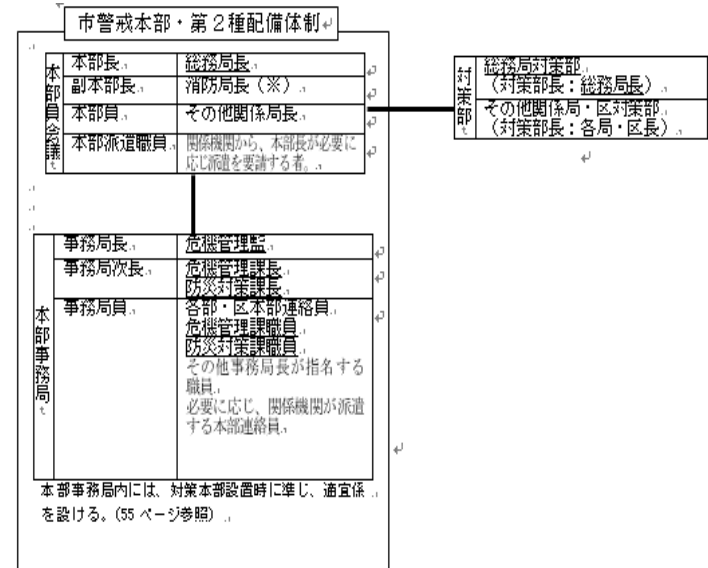 市警戒本部・第２種配備体制
本部員会議
本部長
総務局長
副本部長
消防局長（※）
本部員
その他関係局長
本部派遣職員
関係機関から、本部長が必要に
応じ派遣を要請する者。
対策部
総務局対策部
（対策部長：総務局長）
その他関係局・区対策部
（対策部長：各局・区長）
本部事務局
事務局長
危機管理監
事務局次長
危機管理課長
防災対策課長
事務局員
各部・区本部連絡員
危機管理課職員
防災対策課職員
その他事務局長が指名する
職員
必要に応じ、関係機関が派遣
する本部連絡員
本部事務局内には、対策本部設置時に準じ、適宜係
を設ける。(55 ページ参照)